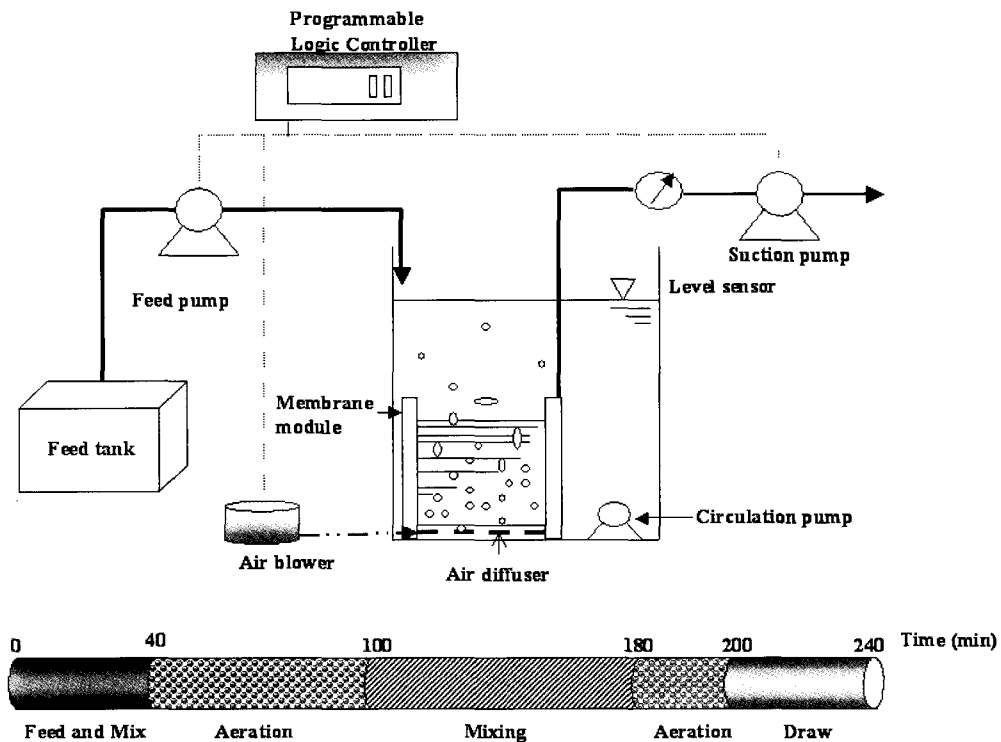 Programmable
Logic Controller
Feed pump
Suction pump
Level sensor
Membrane
module
Feed tank
Circulation pump
Air blower
Air diffuser
0 40 100 180 200 240 Time (min)
Feed and Mix Aeration Mixing Aeration Draw